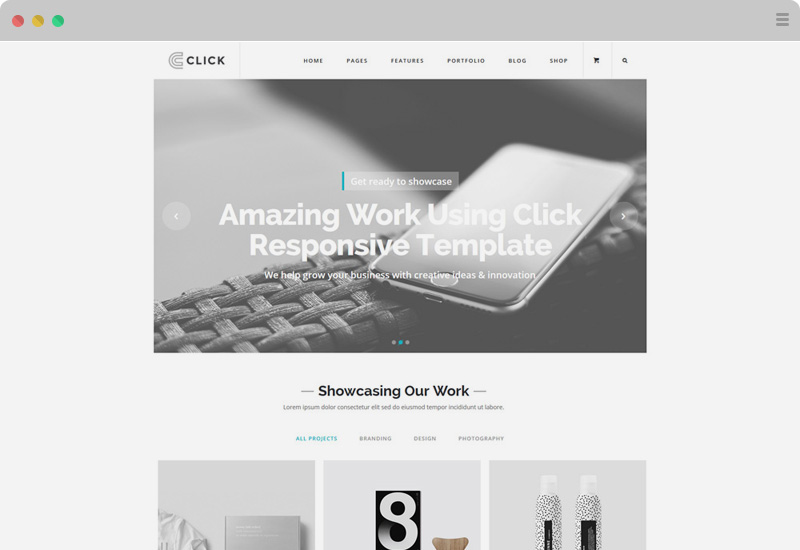 CLICK
HOME PAGES FEATURES PORTFOLIO BLOG SHOP
Get ready to showcase
Amazing Work Using Click
Responsive Template
We help grow your business with creative ideas & innovation
Showcasing Our Work
Lorem ipsum dolor consectetur elit sed do eiusmod tempor incididunt ut labore.
ALL PROJECTS BRANDING DESIGN PHOTOGRAPHY
8